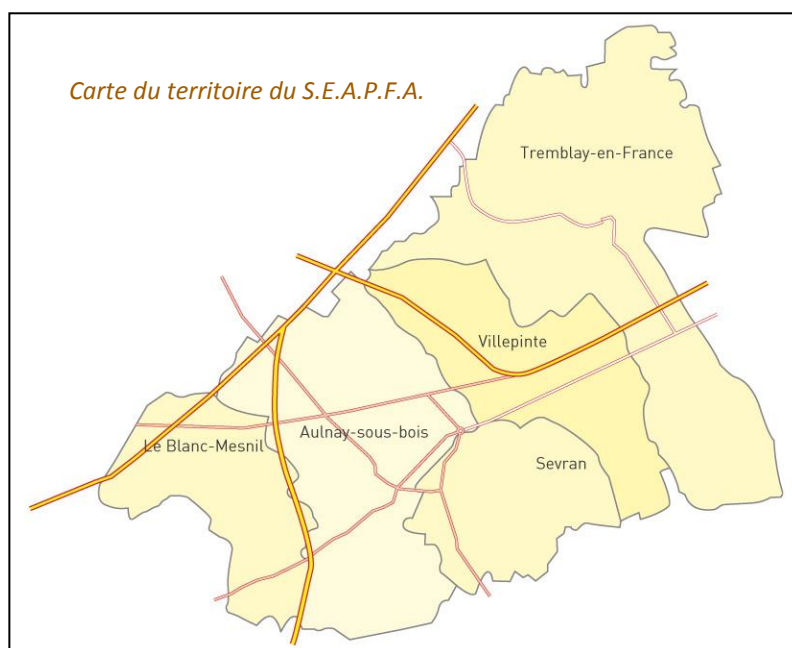 Carte du territoire du S.E.A.P.F.A.
Tremblay-en-France
Villepinte
Aulnay-sous-bois
Le Blanc-Mesnil
Sevran